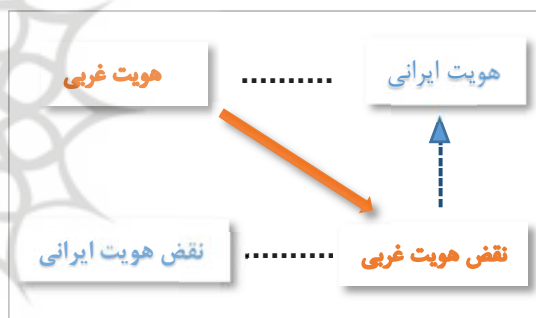 هویت ایرانی
هویت غربی
نقض هویت غربی
نقض هویت ایرانی